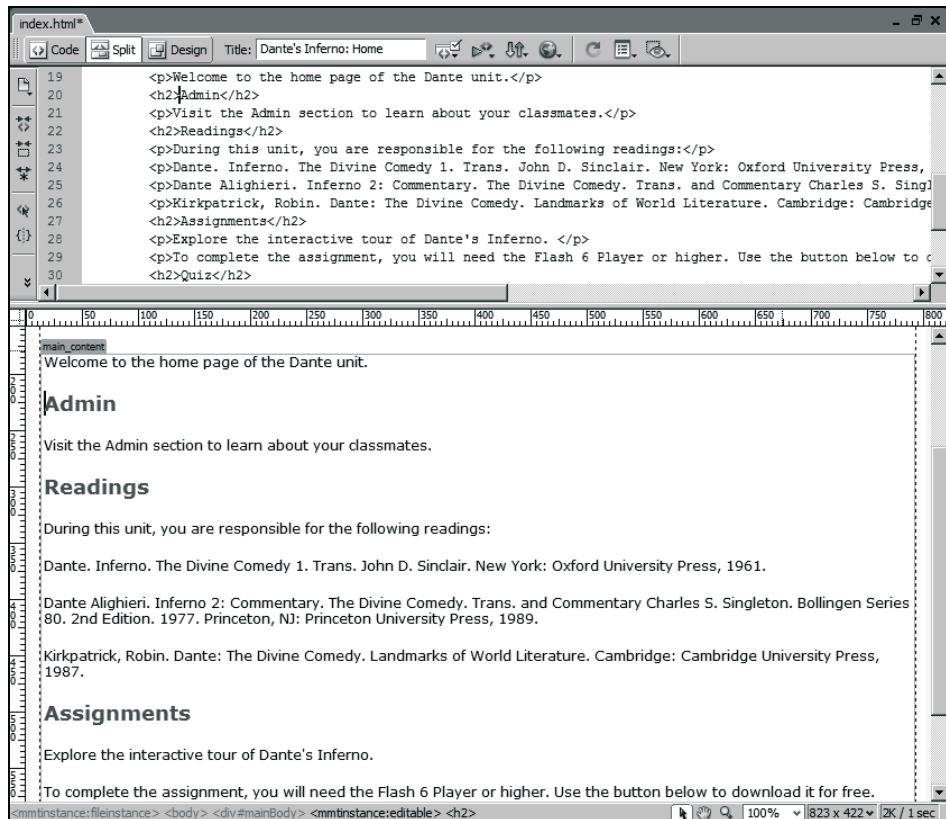 index.html*
Code Split Design Title: Dante's Inferno: Home
19 <p>Welcome to the home page of the Dante unit.</p>
20 <h2>Admin</h2>
21 <p>Visit the Admin section to learn about your classmates.</p>
22 <h2>Readings</h2>
23 <p>During this unit, you are responsible for the following readings:</p>
24 <p>Dante. Inferno. The Divine Comedy 1. Trans. John D. Sinclair. New York: Oxford University Press,
25 <p>Dante Alighieri. Inferno 2: Commentary. The Divine Comedy. Trans. and Commentary Charles S. Singl
26 <p>Kirkpatrick, Robin. Dante: The Divine Comedy. Landmarks of World Literature. Cambridge: Cambridge
27 <h2>Assignments</h2>
28 <p>Explore the interactive tour of Dante's Inferno. </p>
29 <p>To complete the assignment, you will need the Flash 6 Player or higher. Use the button below to
30 <h2>Quiz</h2>
0 50 100 150 200 250 300 350 400 450 500 550 600 650 700 750 800
main_content
Welcome to the home page of the Dante unit.
200
Admin
250
Visit the Admin section to learn about your classmates.
Readings
300
During this unit, you are responsible for the following readings:
350
Dante. Inferno. The Divine Comedy 1. Trans. John D. Sinclair. New York: Oxford University Press, 1961.
400
Dante Alighieri. Inferno 2: Commentary. The Divine Comedy. Trans. and Commentary Charles S. Singleton. Bollingen Series
80. 2nd Edition. 1977. Princeton, NJ: Princeton University Press, 1989.
450
Kirkpatrick, Robin. Dante: The Divine Comedy. Landmarks of World Literature. Cambridge: Cambridge University Press,
1987.
500
Assignments
Explore the interactive tour of Dante's Inferno.
550
To complete the assignment, you will need the Flash 6 Player or higher. Use the button below to download it for free.
<mmtinstance:fileinstance> <body> <div#mainBody> <mmtinstance:editable> <h2> 100% 823 x 422 2K / 1 sec